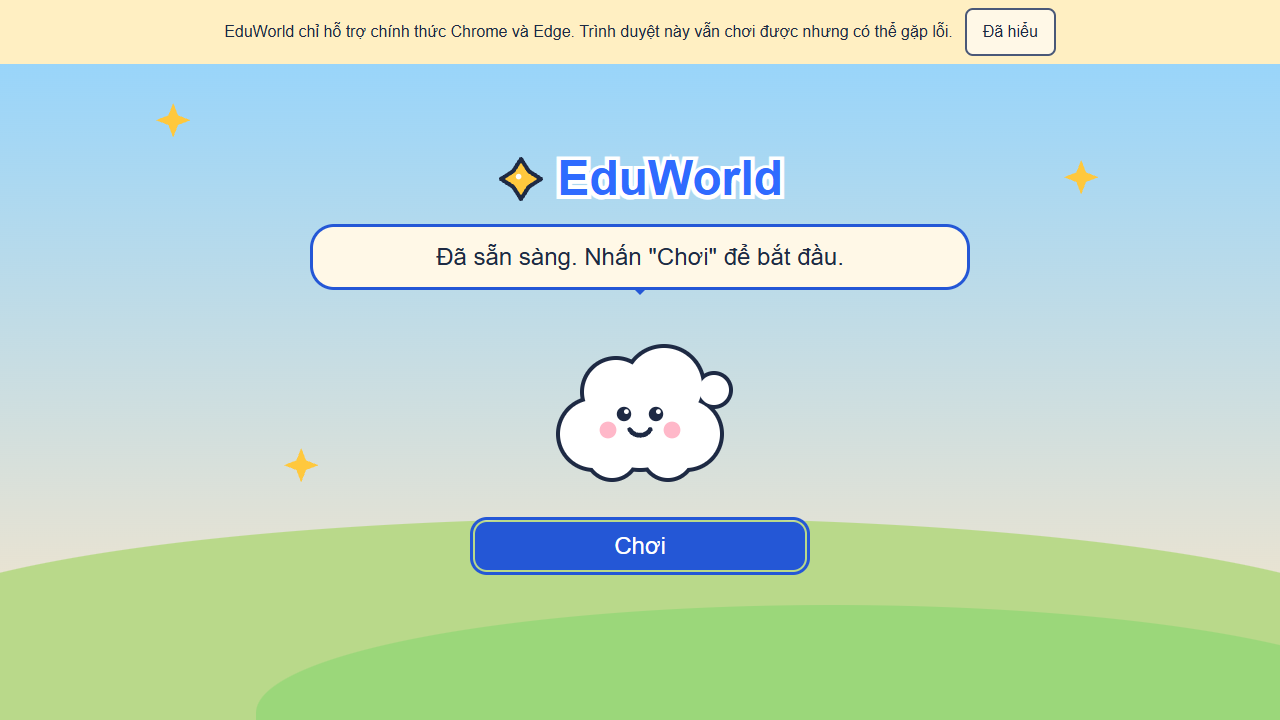 EduWorld chỉ hỗ trợ chính thức Chrome và Edge. Trình duyệt này vẫn chơi được nhưng có thể gặp lỗi.
Đã hiểu
EduWorld
Đã sẵn sàng. Nhấn "Chơi" để bắt đầu.
Chơi